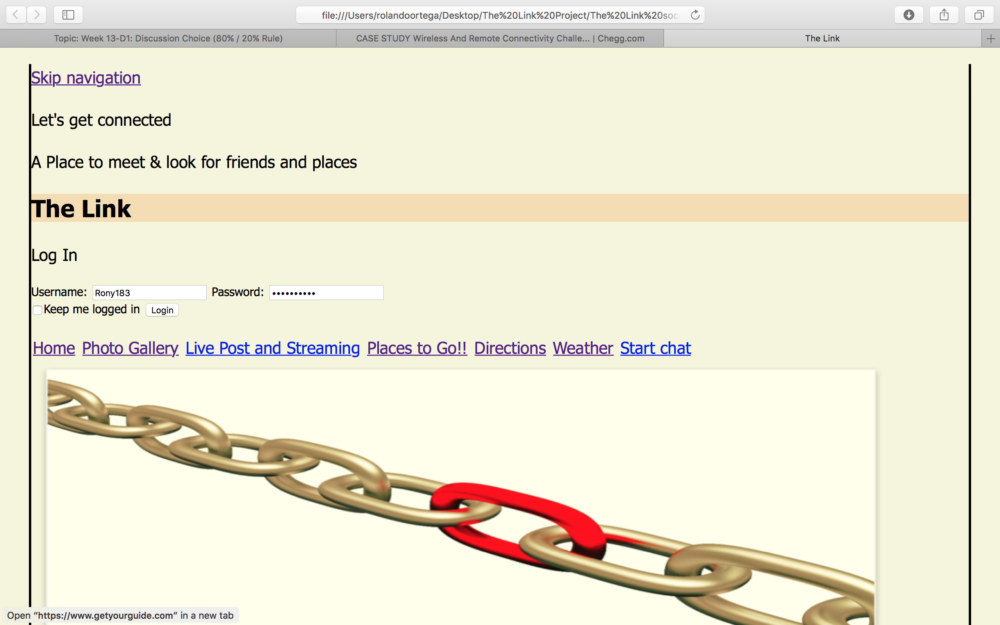 file:///Users/rolandoortega/Desktop/The%20Link%20Project/The%20Link%20soc
Topic: Week 13-D1: Discussion Choice (80% / 20% Rule)
CASE STUDY Wireless And Remote Connectivity Challe... | Chegg.com
The Link
Skip navigation
Let's get connected
A Place to meet & look for friends and places
The Link
Log In
Username: Rony183 Password: ••••••••••
Keep me logged in Login
Home Photo Gallery Live Post and Streaming Places to Go!! Directions Weather Start chat
Open “https://www.getyourguide.com” in a new tab